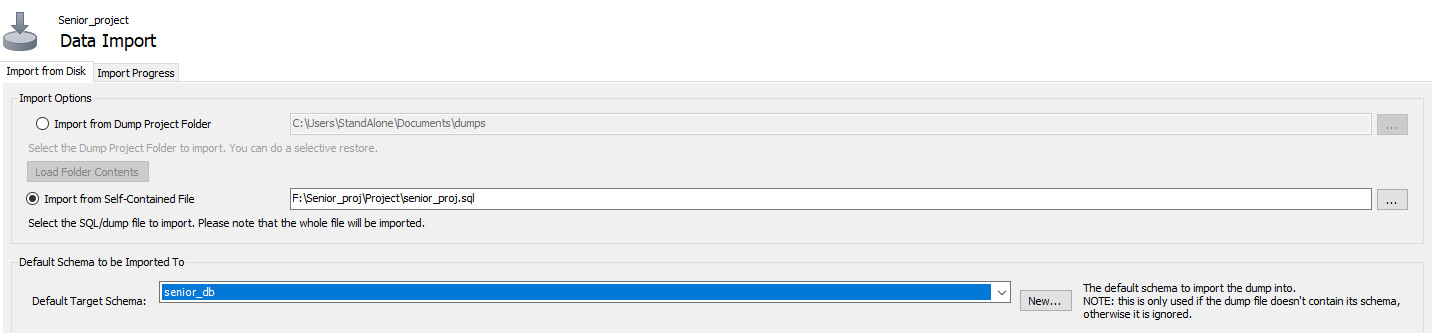 Senior_project
Data Import
Import from Disk
Import Progress
Import Options
Import from Dump Project Folder
C:\Users\StandAlone\Documents\dumps
...
Select the Dump Project Folder to import. You can do a selective restore.
Load Folder Contents
Import from Self-Contained File
F:\Senior_proj\Project\senior_proj.sql
...
Select the SQL/dump file to import. Please note that the whole file will be imported.
Default Schema to be Imported To
Default Target Schema:
senior_db
New...
The default schema to import the dump into.
NOTE: this is only used if the dump file doesn't contain its schema,
otherwise it is ignored.